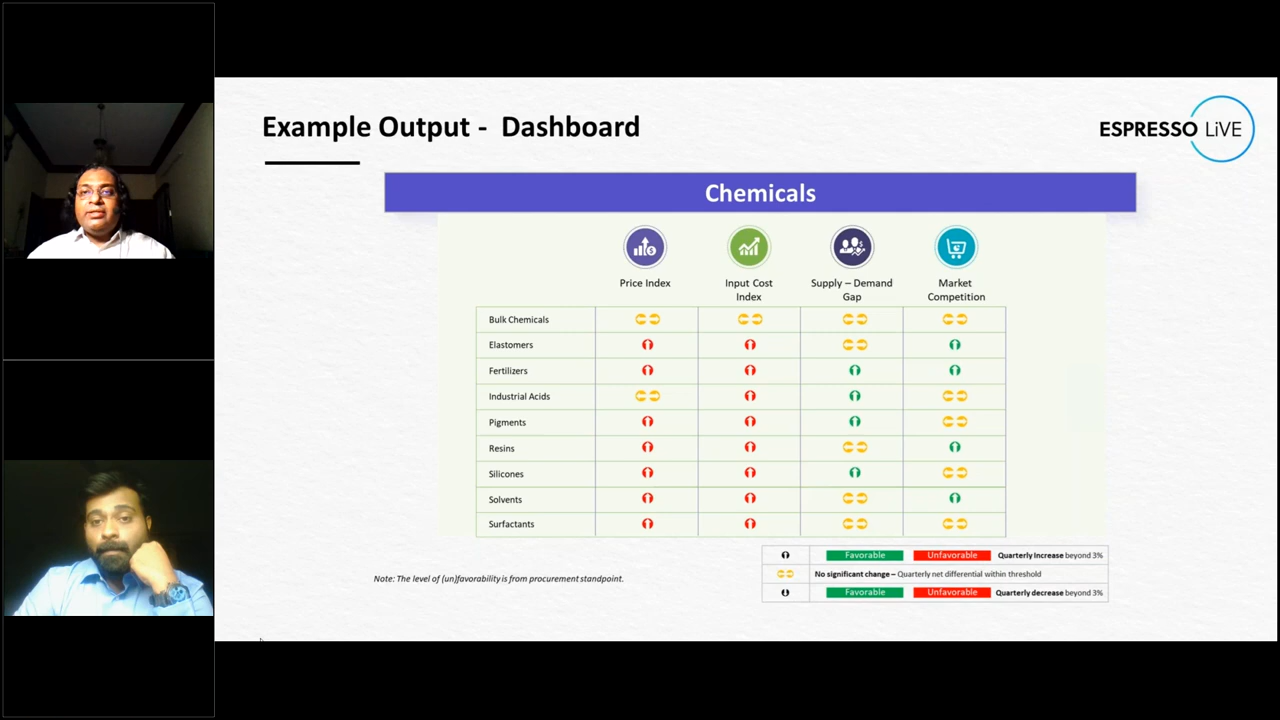 Example Output - Dashboard
ESPRESSO LiVE
Chemicals
Price Index
Input Cost
Index
Supply – Demand
Gap
Market
Competition
Bulk Chemicals
Elastomers
Fertilizers
Industrial Acids
Pigments
Resins
Silicones
Solvents
Surfactants
Favorable Unfavorable Quarterly Increase beyond 3%
No significant change – Quarterly net differential within threshold
Favorable Unfavorable Quarterly decrease beyond 3%
Note: The level of (un)favorability is from procurement standpoint.